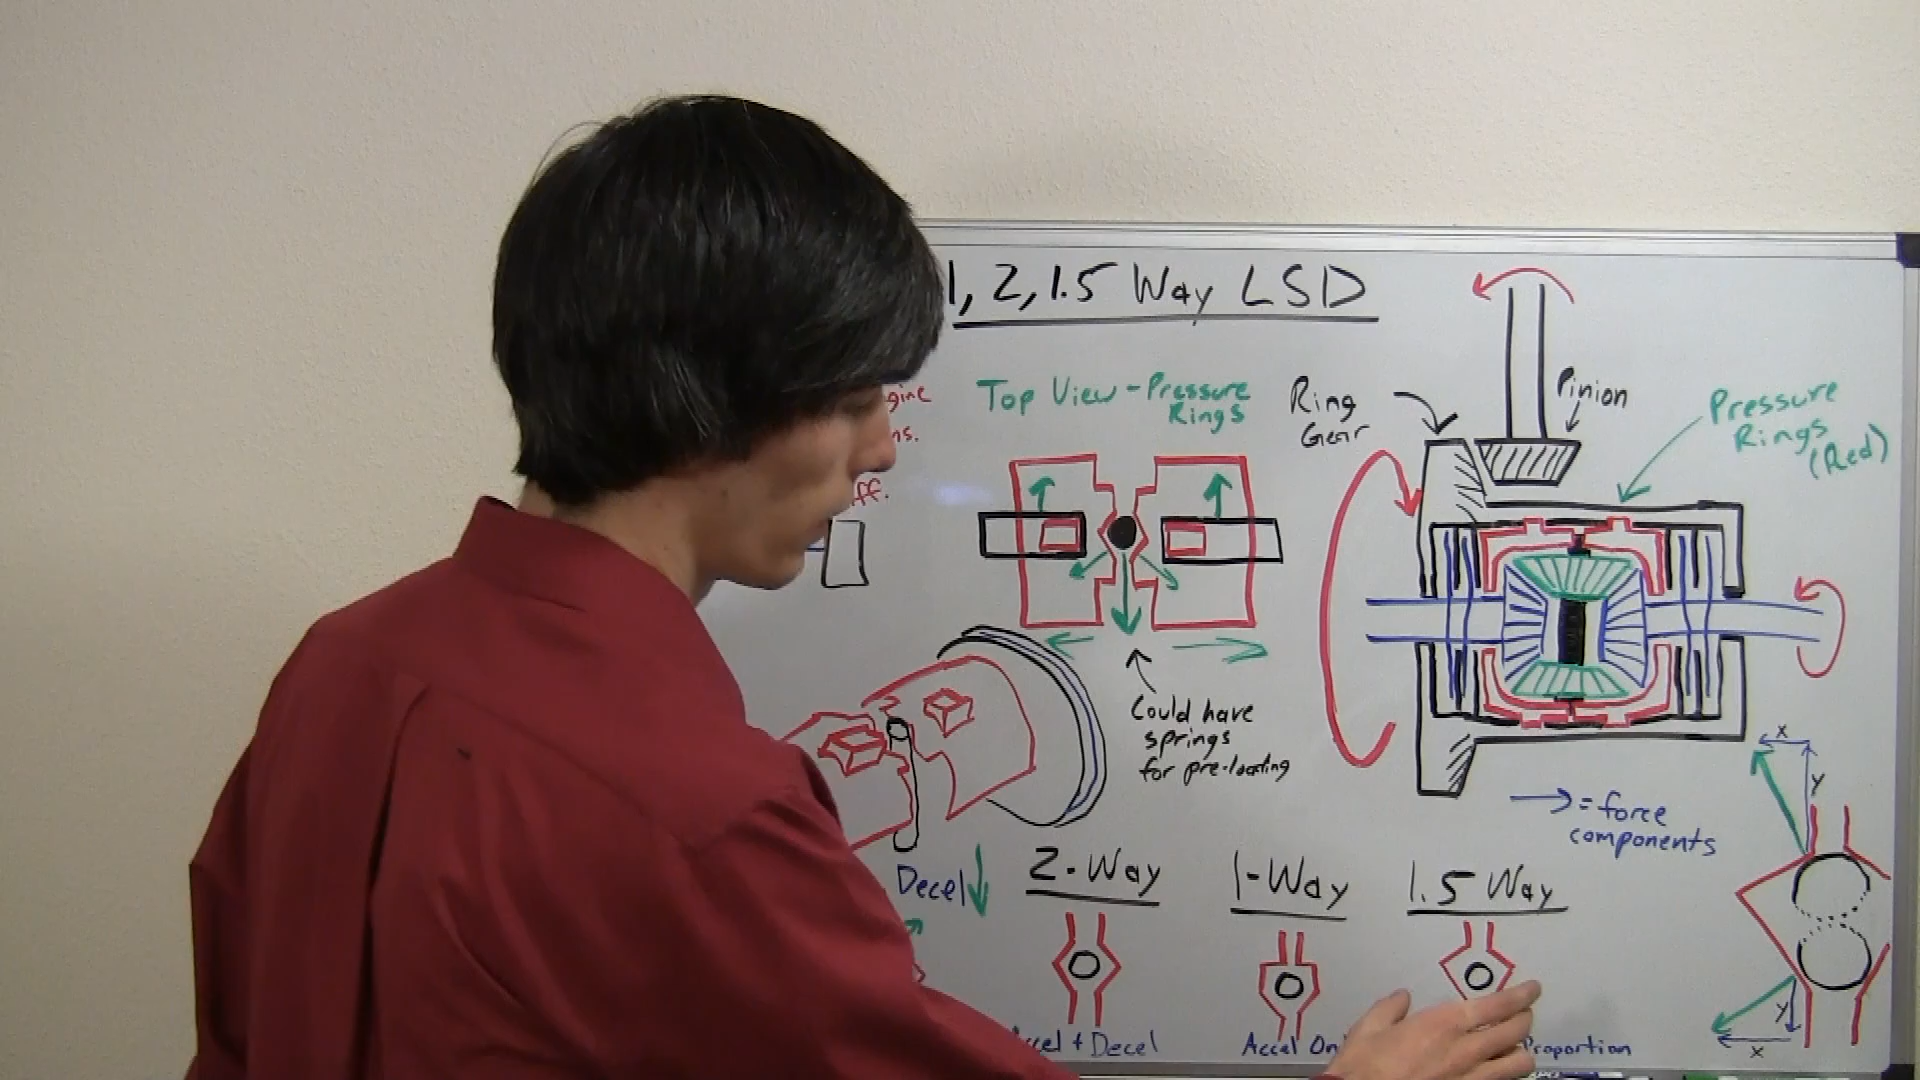 1, 2, 1.5 Way LSD
Top View - Pressure
Rings
Ring
Gear
Pinion
Pressure
Rings
(Red)
Could have
springs
for pre-loading
→ = force
components
x
y
y
x
Decel
2-Way
1-Way
1.5 Way
+ Decel
Accel
Proportion